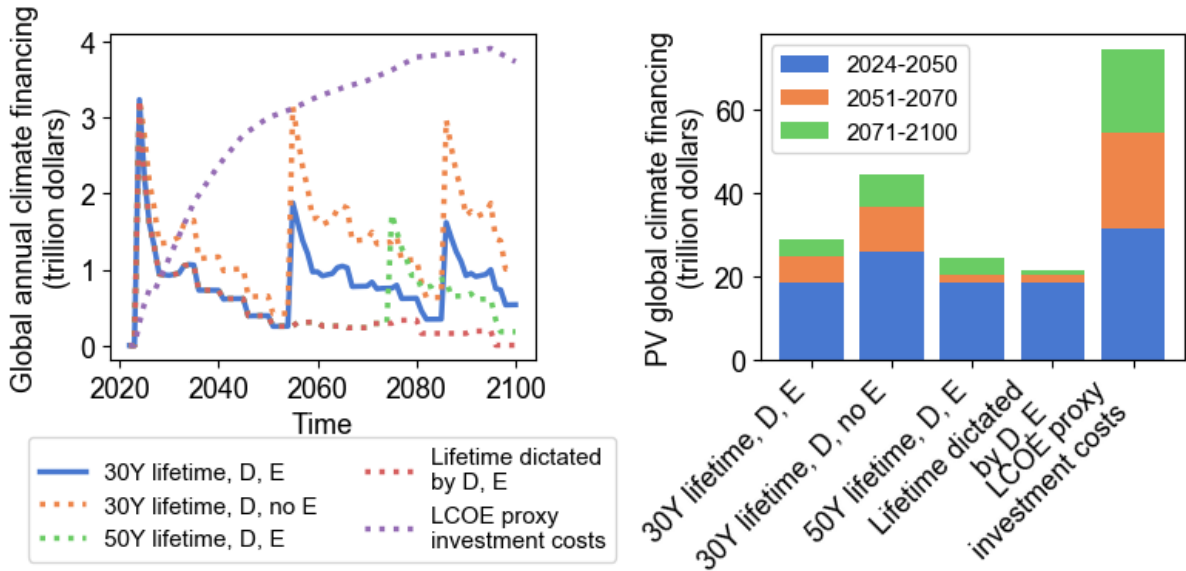 Global annual climate financing
(trillion dollars)
4
3
2
1
0
2020
2040
2060
2080
2100
Time
30Y lifetime, D, E
30Y lifetime, D, no E
50Y lifetime, D, E
Lifetime dictated
by D, E
LCOE proxy
investment costs
PV global climate financing
(trillion dollars)
60
40
20
0
2024-2050
2051-2070
2071-2100
30Y lifetime, D, E
30Y lifetime, D, no E
50Y lifetime, D, E
Lifetime dictated
by D, E
LCOE proxy
investment costs